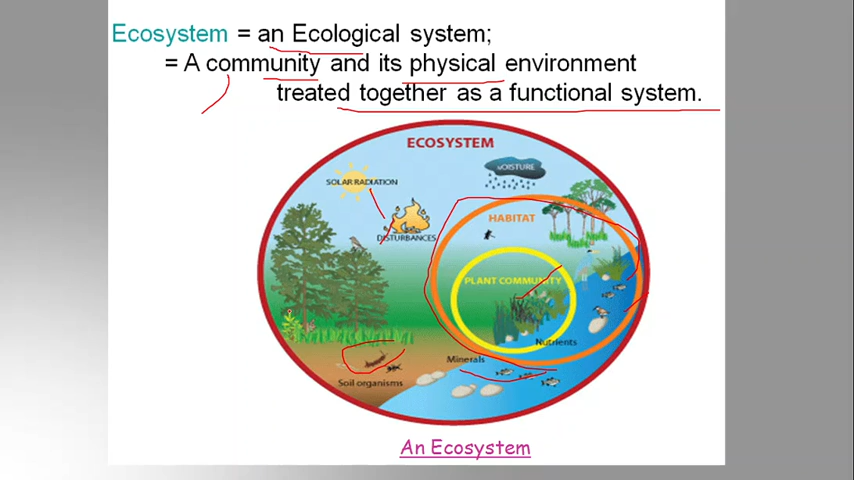 Ecosystem = an Ecological system;
= A community and its physical environment
treated together as a functional system.
ECOSYSTEM
MOISTURE
SOLAR RADIATION
HABITAT
DISTURBANCES
PLANT COMMUNITY
Nutrients
Minerals
Soil organisms
An Ecosystem